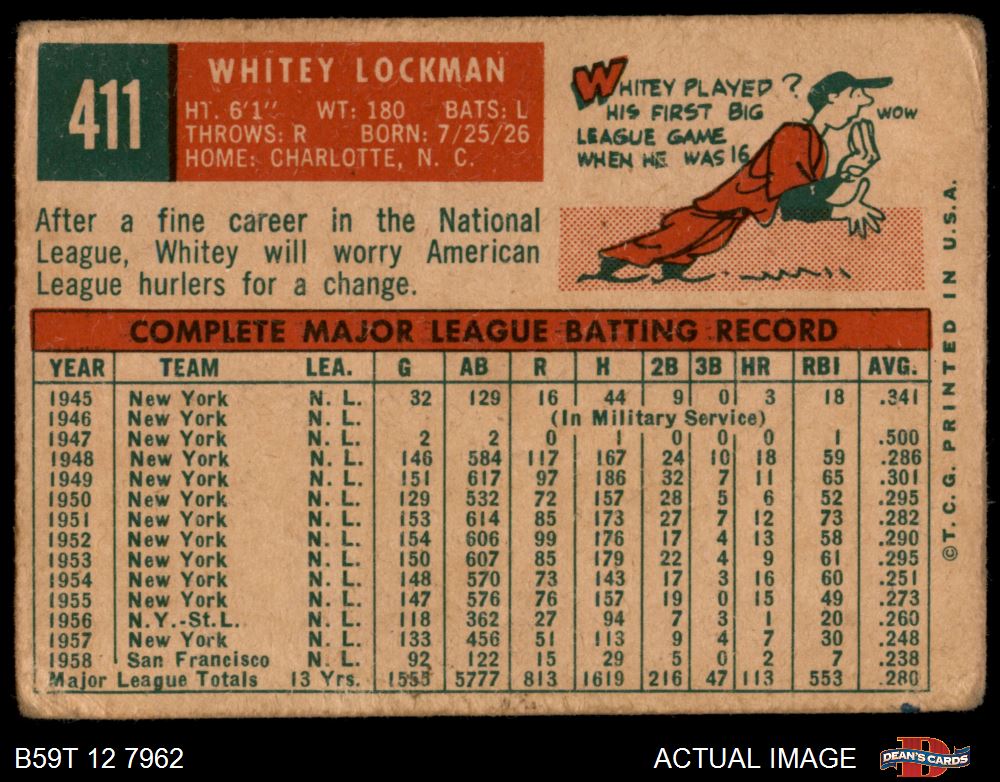 411
WHITEY LOCKMAN
HT. 6'1" WT: 180 BATS: L
THROWS: R BORN: 7/25/26
HOME: CHARLOTTE, N. C.
WHITEY PLAYED ?
HIS FIRST BIG
LEAGUE GAME
WHEN HE WAS 16
WOW
After a fine career in the National
League, Whitey will worry American
League hurlers for a change.
COMPLETE MAJOR LEAGUE BATTING RECORD
YEAR TEAM LEA. G AB R H 2B 3B HR RBI AVG.
1945 New York N. L. 32 129 16 44 9 0 3 18 .341
1946 New York N. L. (In Military Service)
1947 New York N. L. 2 2 0 1 0 0 0 1 .500
1948 New York N. L. 146 584 117 167 24 10 18 59 .286
1949 New York N. L. 151 617 97 186 32 7 11 65 .301
1950 New York N. L. 129 532 72 157 28 5 6 52 .295
1951 New York N. L. 153 614 85 173 27 7 12 73 .282
1952 New York N. L. 154 606 99 176 17 4 13 58 .290
1953 New York N. L. 150 607 85 179 22 4 9 61 .295
1954 New York N. L. 148 570 73 143 17 3 16 60 .251
1955 New York N. L. 147 576 76 157 19 0 15 49 .273
1956 N.Y.-St.L. N. L. 118 362 27 94 7 3 1 20 .260
1957 New York N. L. 133 456 51 113 9 4 7 30 .248
1958 San Francisco N. L. 92 122 15 29 5 0 2 7 .238
Major League Totals 13 Yrs. 1555 5777 813 1619 216 47 113 553 .280
© T. C. G. PRINTED IN U.S.A.
B59T 12 7962
ACTUAL IMAGE
DEAN'S CARDS